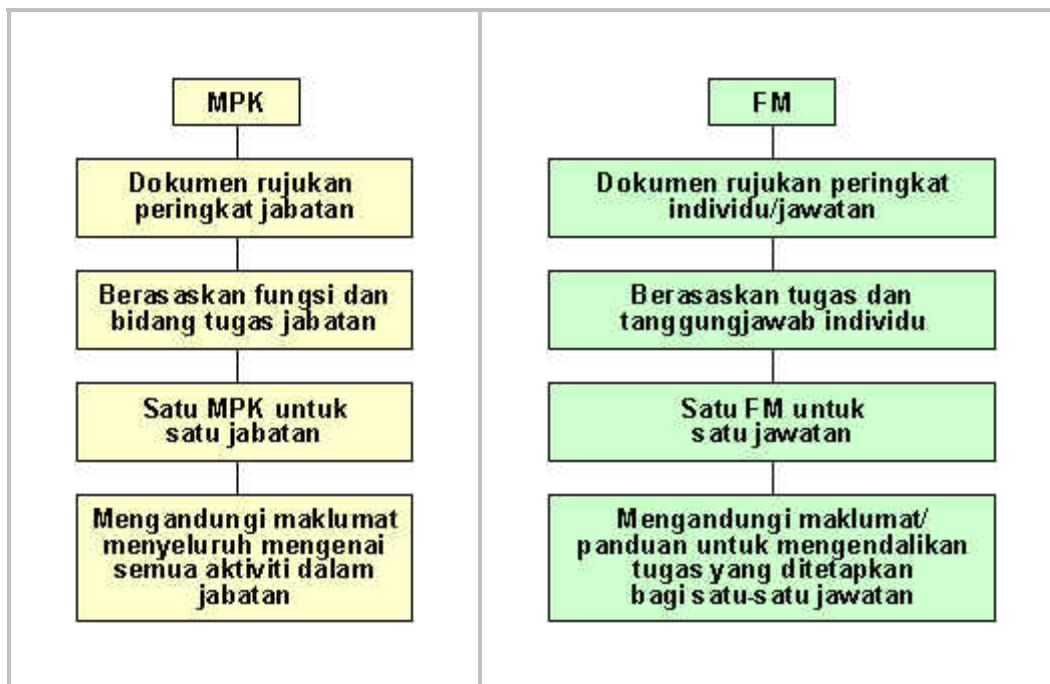 MPK
Dokumen rujukan
peringkat jabatan
Berasaskan fungsi dan
bidang tugas jabatan
Satu MPK untuk
satu jabatan
Mengandungi maklumat
menyeluruh mengenai
semua aktiviti dalam
jabatan
FM
Dokumen rujukan peringkat
individu/jawatan
Berasaskan tugas dan
tanggungjawab individu
Satu FM untuk
satu jawatan
Mengandungi maklumat/
panduan untuk mengendalikan
tugas yang ditetapkan
bagi satu-satu jawatan